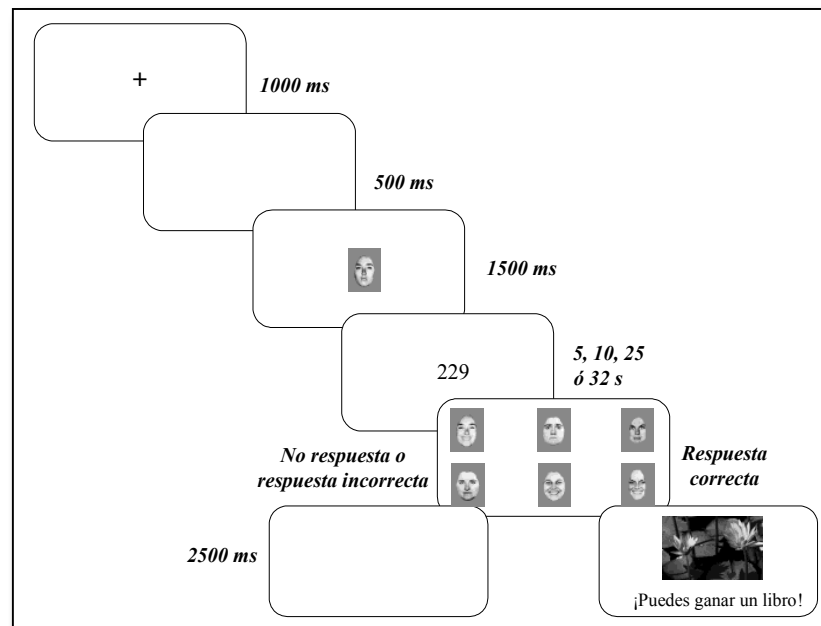 +
1000 ms
500 ms
1500 ms
229
5, 10, 25
ó 32 s
No respuesta o
respuesta incorrecta
Respuesta
correcta
2500 ms
¡Puedes ganar un libro!